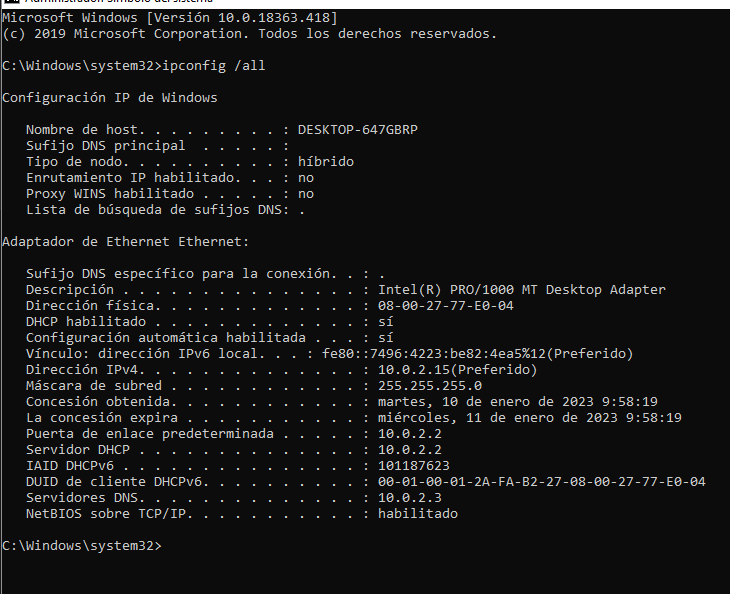 Administrador: Símbolo del sistema
Microsoft Windows [Versión 10.0.18363.418]
(c) 2019 Microsoft Corporation. Todos los derechos reservados.
C:\Windows\system32>ipconfig /all
Configuración IP de Windows
Nombre de host. . . . . . . . . : DESKTOP-647GBRP
Sufijo DNS principal  . . . . . :
Tipo de nodo. . . . . . . . . . : híbrido
Enrutamiento IP habilitado. . . : no
Proxy WINS habilitado . . . . . : no
Lista de búsqueda de sufijos DNS: .
Adaptador de Ethernet Ethernet:
Sufijo DNS específico para la conexión. . : .
Descripción . . . . . . . . . . . . . . . : Intel(R) PRO/1000 MT Desktop Adapter
Dirección física. . . . . . . . . . . . . : 08-00-27-77-E0-04
DHCP habilitado . . . . . . . . . . . . . : sí
Configuración automática habilitada . . . : sí
Vínculo: dirección IPv6 local. . . : fe80::7496:4223:be82:4ea5%12(Preferido)
Dirección IPv4. . . . . . . . . . . . . . : 10.0.2.15(Preferido)
Máscara de subred . . . . . . . . . . . . : 255.255.255.0
Concesión obtenida. . . . . . . . . . . . : martes, 10 de enero de 2023 9:58:19
La concesión expira . . . . . . . . . . . : miércoles, 11 de enero de 2023 9:58:19
Puerta de enlace predeterminada . . . . . : 10.0.2.2
Servidor DHCP . . . . . . . . . . . . . . : 10.0.2.2
IAID DHCPv6 . . . . . . . . . . . . . . . : 101187623
DUID de cliente DHCPv6. . . . . . . . . . : 00-01-00-01-2A-FA-B2-27-08-00-27-77-E0-04
Servidores DNS. . . . . . . . . . . . . . : 10.0.2.3
NetBIOS sobre TCP/IP. . . . . . . . . . . : habilitado
C:\Windows\system32>